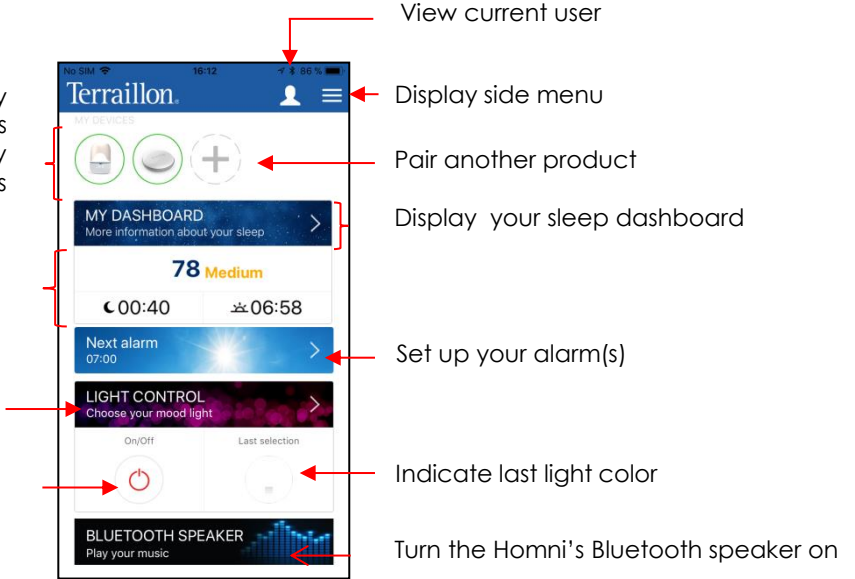 View current user
No SIM 16:12 86 %
Terraillon.
Display side menu
MY DEVICES
Pair another product
MY DASHBOARD
More information about your sleep
Display your sleep dashboard
78 Medium
00:40 06:58
Next alarm
07:00
Set up your alarm(s)
LIGHT CONTROL
Choose your mood light
On/Off Last selection
Indicate last light color
BLUETOOTH SPEAKER
Play your music
Turn the Homni's Bluetooth speaker on